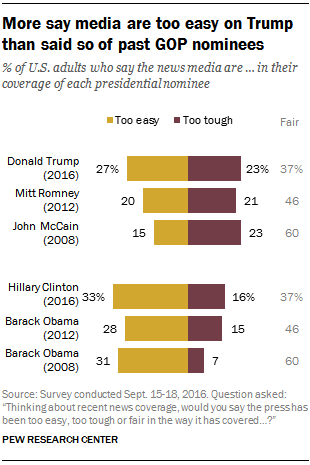 More say media are too easy on Trump
than said so of past GOP nominees
% of U.S. adults who say the news media are ... in their
coverage of each presidential nominee
Too easy Too tough Fair
Donald Trump
(2016) 27% 23% 37%
Mitt Romney
(2012) 20 21 46
John McCain
(2008) 15 23 60
Hillary Clinton
(2016) 33% 16% 37%
Barack Obama
(2012) 28 15 46
Barack Obama
(2008) 31 7 60
Source: Survey conducted Sept. 15-18, 2016. Question asked:
“Thinking about recent news coverage, would you say the press has
been too easy, too tough or fair in the way it has covered...?”
PEW RESEARCH CENTER